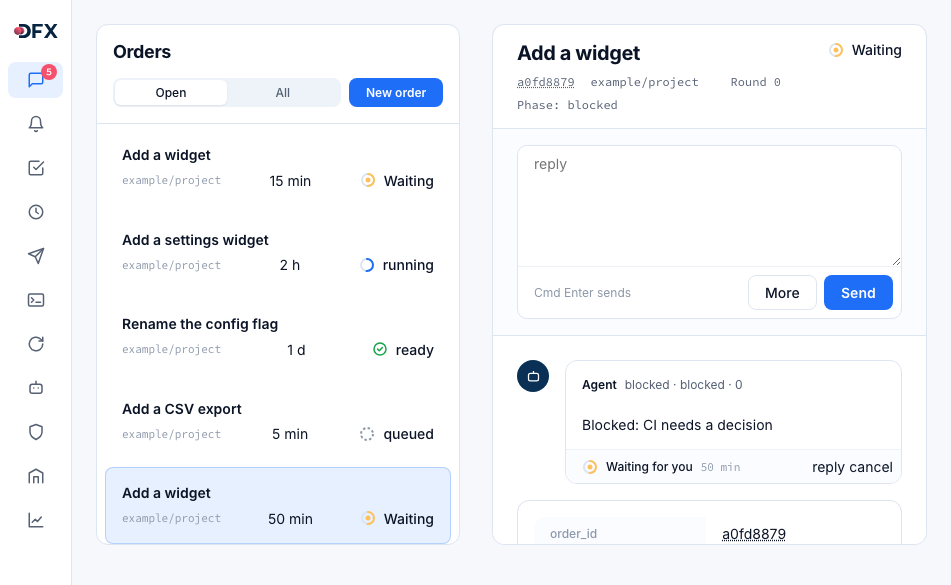 DFX
5
Orders
Open
All
New order
Add a widget
example/project
15 min
Waiting
Add a settings widget
example/project
2 h
running
Rename the config flag
example/project
1 d
ready
Add a CSV export
example/project
5 min
queued
Add a widget
example/project
50 min
Waiting
Add a widget
Waiting
a0fd8879 example/project Round 0
Phase: blocked
reply
Cmd Enter sends
More
Send
Agent blocked · blocked · 0
Blocked: CI needs a decision
Waiting for you 50 min
reply cancel
order_id
a0fd8879